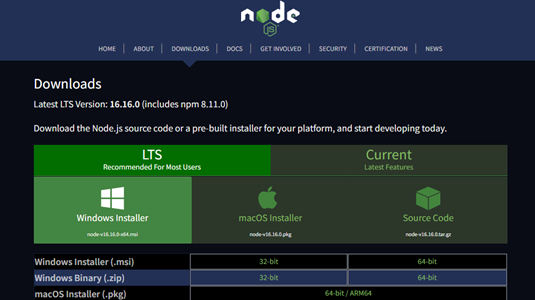 node
JS
HOME
ABOUT
DOWNLOADS
DOCS
GET INVOLVED
SECURITY
CERTIFICATION
NEWS
Downloads
Latest LTS Version: 16.16.0 (includes npm 8.11.0)
Download the Node.js source code or a pre-built installer for your platform, and start developing today.
LTS
Recommended For Most Users
Current
Latest Features
Windows Installer
node-v16.16.0-x64.msi
macOS Installer
node-v16.16.0.pkg
Source Code
node-v16.16.0.tar.gz
Windows Installer (.msi) 32-bit 64-bit
Windows Binary (.zip) 32-bit 64-bit
macOS Installer (.pkg) 64-bit / ARM64